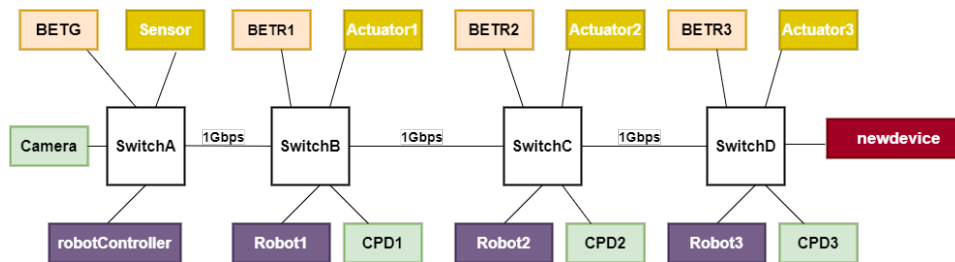 BETG
Sensor
BETR1
Actuator1
BETR2
Actuator2
BETR3
Actuator3
Camera
SwitchA
1Gbps
SwitchB
1Gbps
SwitchC
1Gbps
SwitchD
newdevice
robotController
Robot1
CPD1
Robot2
CPD2
Robot3
CPD3